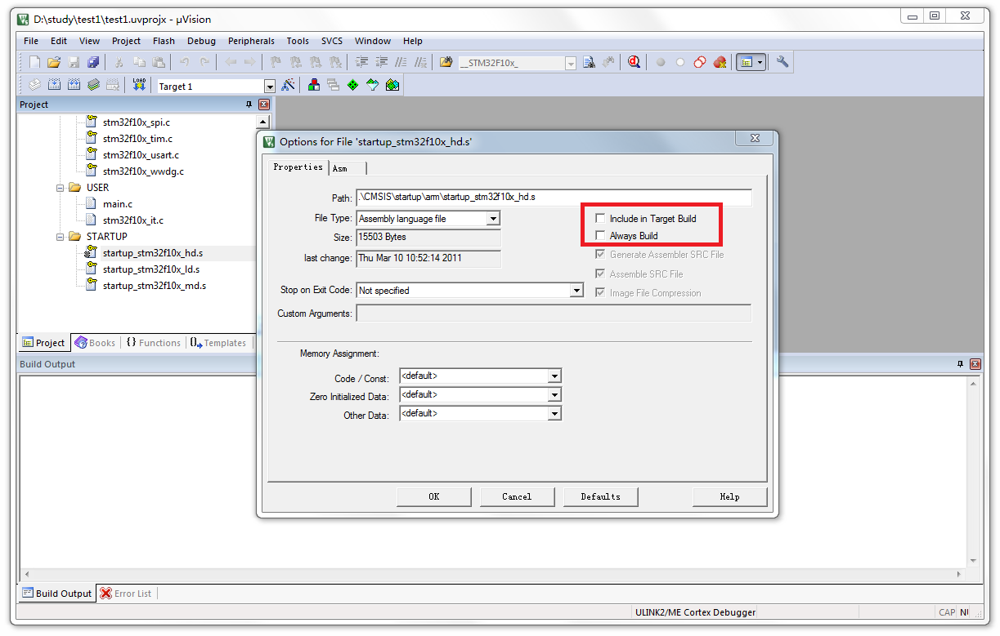 D:\study\test1\test1.uvprojx - µVision
File Edit View Project Flash Debug Peripherals Tools SVCS Window Help
__STM32F10x_
Target 1
Project
stm32f10x_spi.c
stm32f10x_tim.c
stm32f10x_usart.c
stm32f10x_wwdg.c
USER
main.c
stm32f10x_it.c
STARTUP
startup_stm32f10x_hd.s
startup_stm32f10x_ld.s
startup_stm32f10x_md.s
Project Books Functions Templates
Options for File 'startup_stm32f10x_hd.s'
Properties Asm
Path: .\CMSIS\startup\arm\startup_stm32f10x_hd.s
File Type: Assembly language file
Include in Target Build
Size: 15503 Bytes
Always Build
last change: Thu Mar 10 10:52:14 2011
Generate Assembler SRC File
Assemble SRC File
Stop on Exit Code: Not specified
Image File Compression
Custom Arguments:
Memory Assignment:
Code / Const: <default>
Zero Initialized Data: <default>
Other Data: <default>
OK Cancel Defaults Help
Build Output
Build Output Error List
ULINK2/ME Cortex Debugger
CAP